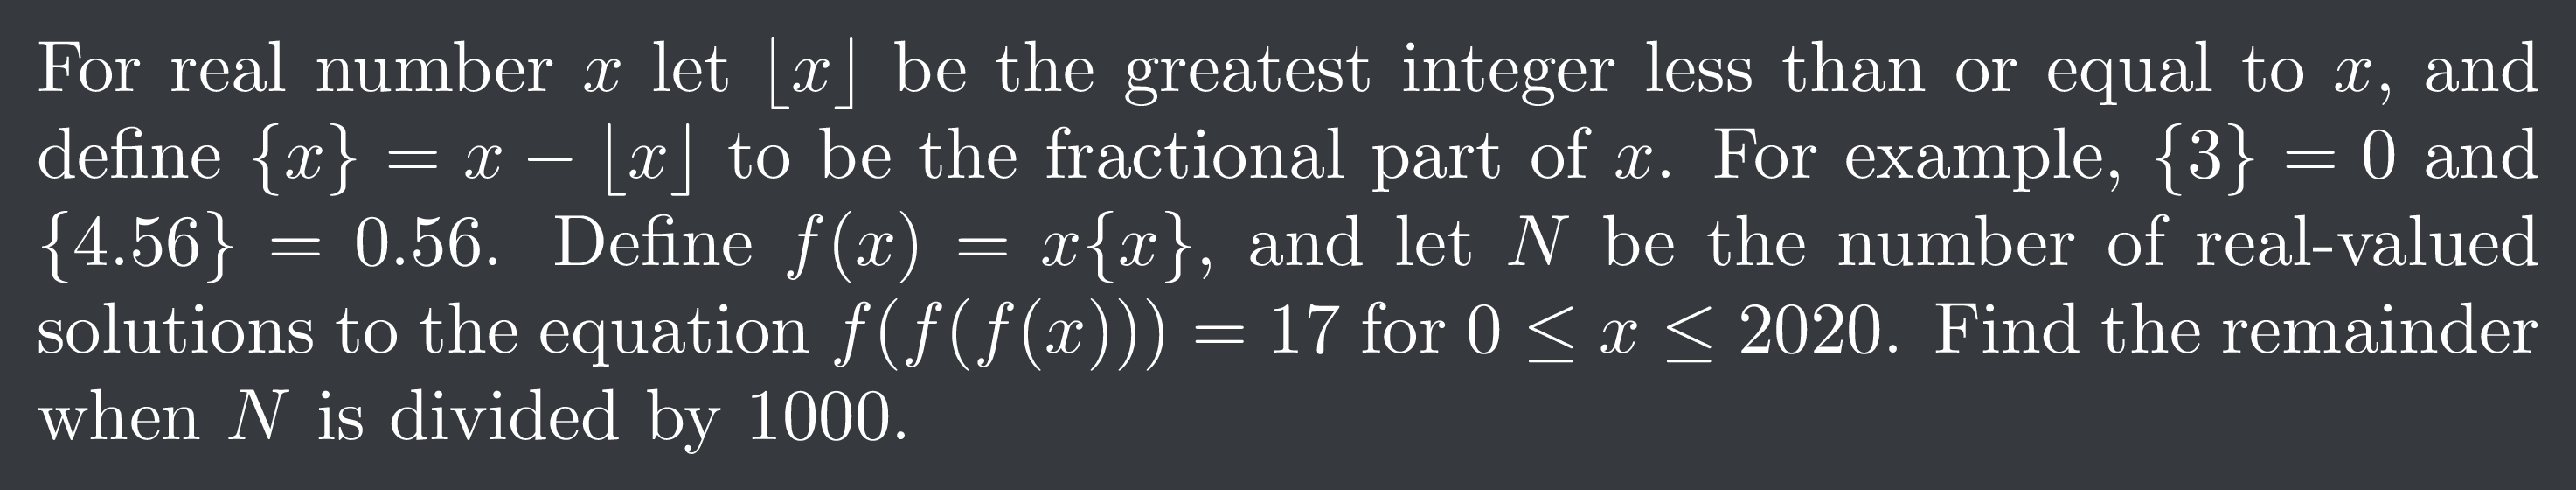 For real number x let ⌊x⌋ be the greatest integer less than or equal to x, and
define {x} = x − ⌊x⌋ to be the fractional part of x. For example, {3} = 0 and
{4.56} = 0.56. Define f(x) = x{x}, and let N be the number of real-valued
solutions to the equation f(f(f(x))) = 17 for 0 ≤ x ≤ 2020. Find the remainder
when N is divided by 1000.